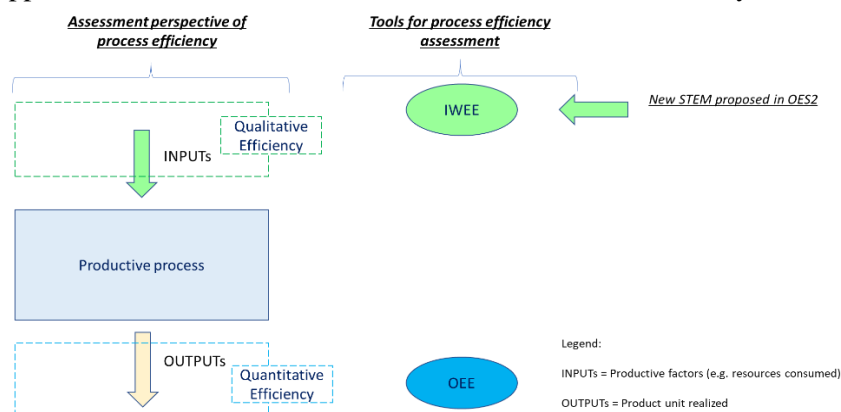 Assessment perspective of
process efficiency
Tools for process efficiency
assessment
IWEE
New STEM proposed in OES2
Qualitative
Efficiency
INPUTs
Productive process
OUTPUTs
Quantitative
Efficiency
OEE
Legend:
INPUTs = Productive factors (e.g. resources consumed)
OUTPUTs = Product unit realized